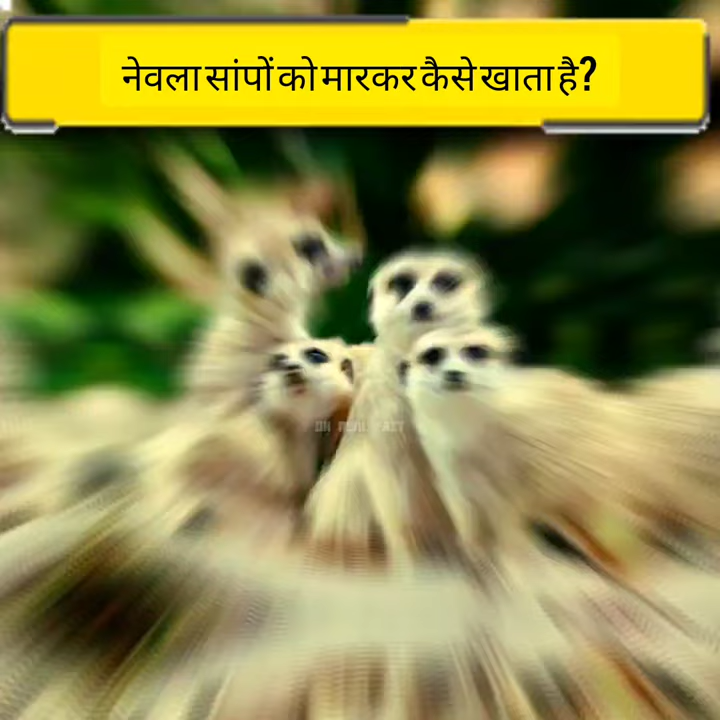 नेवला सांपों को मारकर कैसे खाता है?